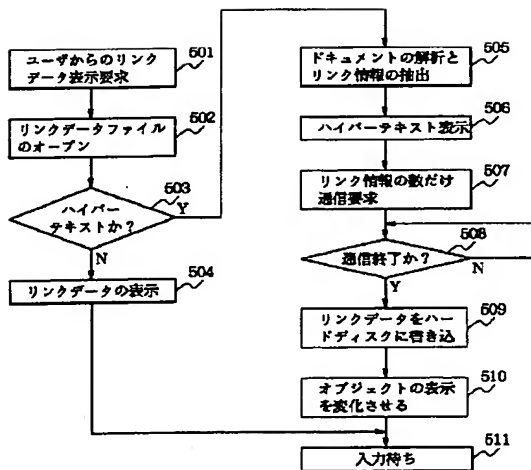 ユーザからのリンク
データ表示要求
501
リンクデータファイル
のオープン
502
ハイパー
テキストか？
503
Y
N
リンクデータの表示
504
ドキュメントの解析と
リンク情報の抽出
505
ハイパーテキスト表示
506
リンク情報の数だけ
通信要求
507
通信終了か？
508
N
Y
リンクデータをハー
ドディスクに書き込
509
オブジェクトの表示
を変化させる
510
入力待ち
511